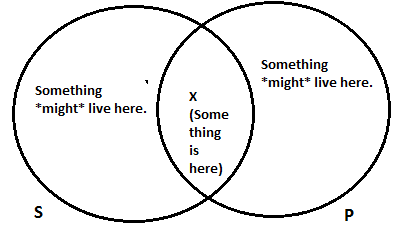 Something
*might* live here.
X
(Some
thing
is
here)
Something
*might* live here.
S
P